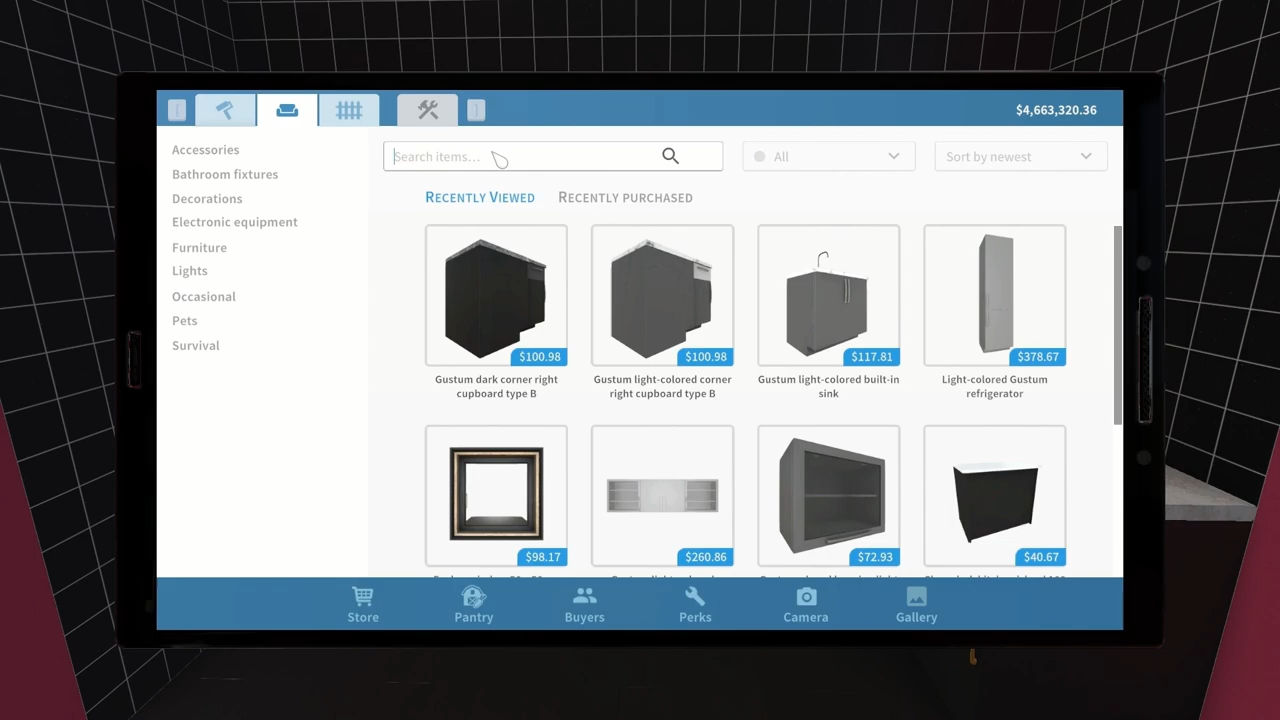 $4,663,320.36
Accessories
Bathroom fixtures
Decorations
Electronic equipment
Furniture
Lights
Occasional
Pets
Survival
Search items...
All
Sort by newest
RECENTLY VIEWED
RECENTLY PURCHASED
$100.98
Gustum dark corner right
cupboard type B
$100.98
Gustum light-colored corner
right cupboard type B
$117.81
Gustum light-colored built-in
sink
$378.67
Light-colored Gustum
refrigerator
$98.17
$260.86
$72.93
$40.67
Store
Pantry
Buyers
Perks
Camera
Gallery